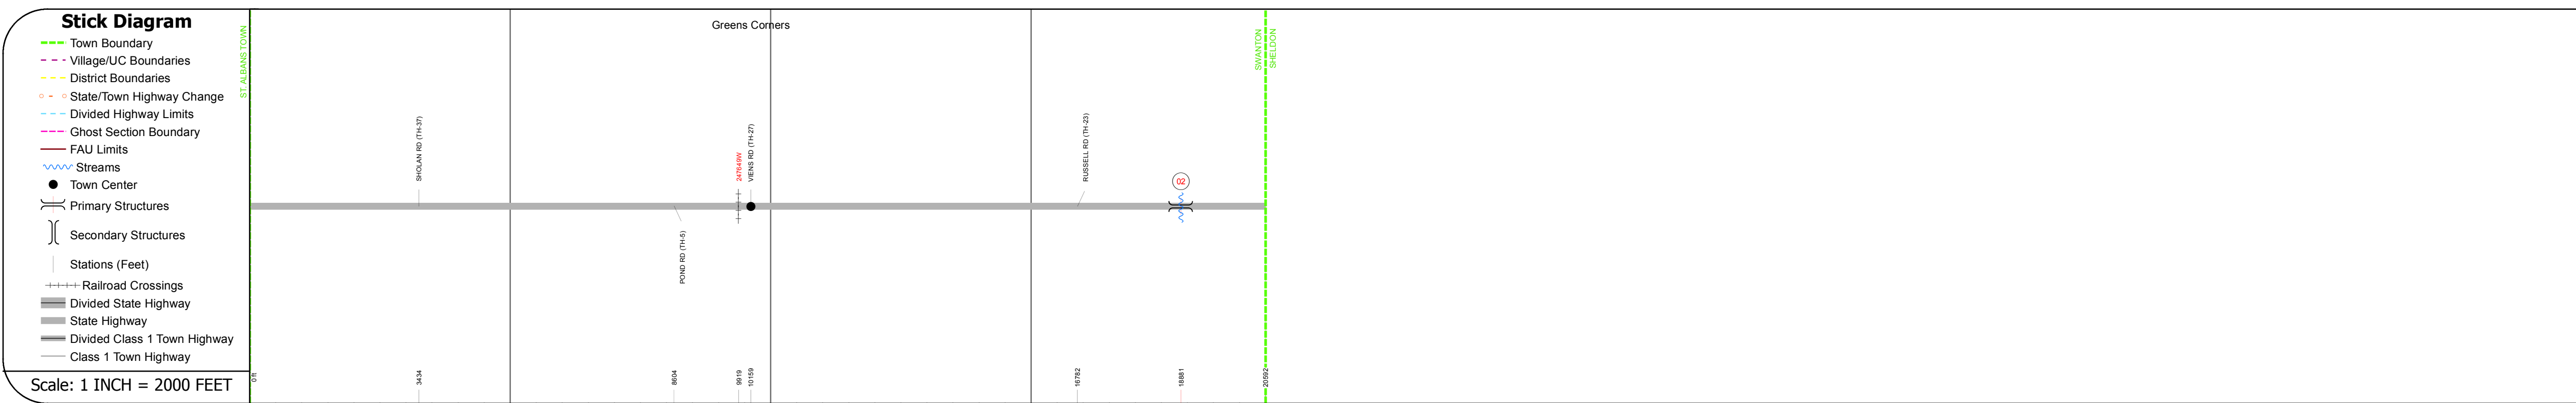 Stick Diagram
Town Boundary
Village/UC Boundaries
District Boundaries
State/Town Highway Change
Divided Highway Limits
Ghost Section Boundary
FAU Limits
Streams
Town Center
Primary Structures
Secondary Structures
Stations (Feet)
Railroad Crossings
Divided State Highway
State Highway
Divided Class 1 Town Highway
Class 1 Town Highway
Scale: 1 INCH = 2000 FEET
ST. ALBANS TOWN
Greens Corners
SWANTON
SHELDON
SHOLAN RD (TH-37)
POND RD (TH-5)
247649W
VIENS RD (TH-27)
RUSSELL RD (TH-23)
02
0 ft
3434
8604
9919
10159
16782
18881
20592